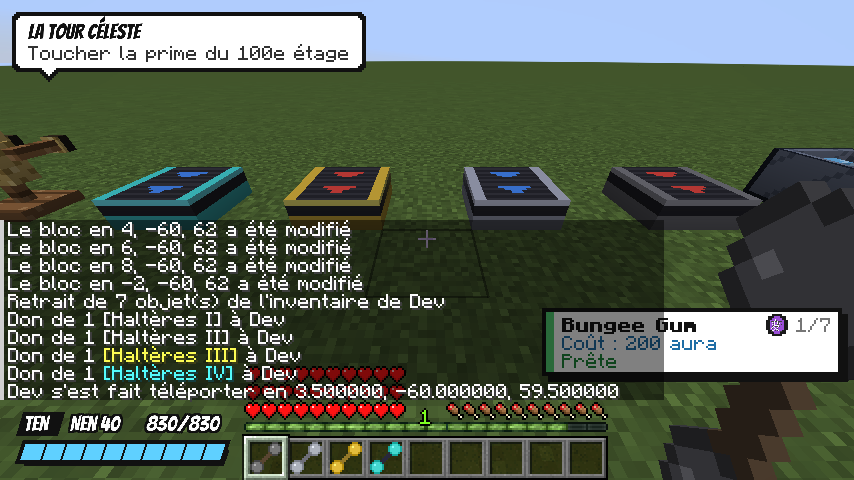 LA TOUR CÉLESTE
Toucher la prime du 100e étage
Le bloc en 4, -60, 62 a été modifié
Le bloc en 6, -60, 62 a été modifié
Le bloc en 8, -60, 62 a été modifié
Le bloc en -2, -60, 62 a été modifié
Retrait de 7 objet(s) de l'inventaire de Dev
Don de 1 [Haltères I] à Dev
Don de 1 [Haltères II] à Dev
Don de 1 [Haltères III] à Dev
Don de 1 [Haltères IV] à Dev
Dev s'est fait téléporter en 3.500000, -60.000000, 59.500000
Bungee Gum 1/7
Coût : 200 aura
Prête
1
TEN NEN 40 830/830